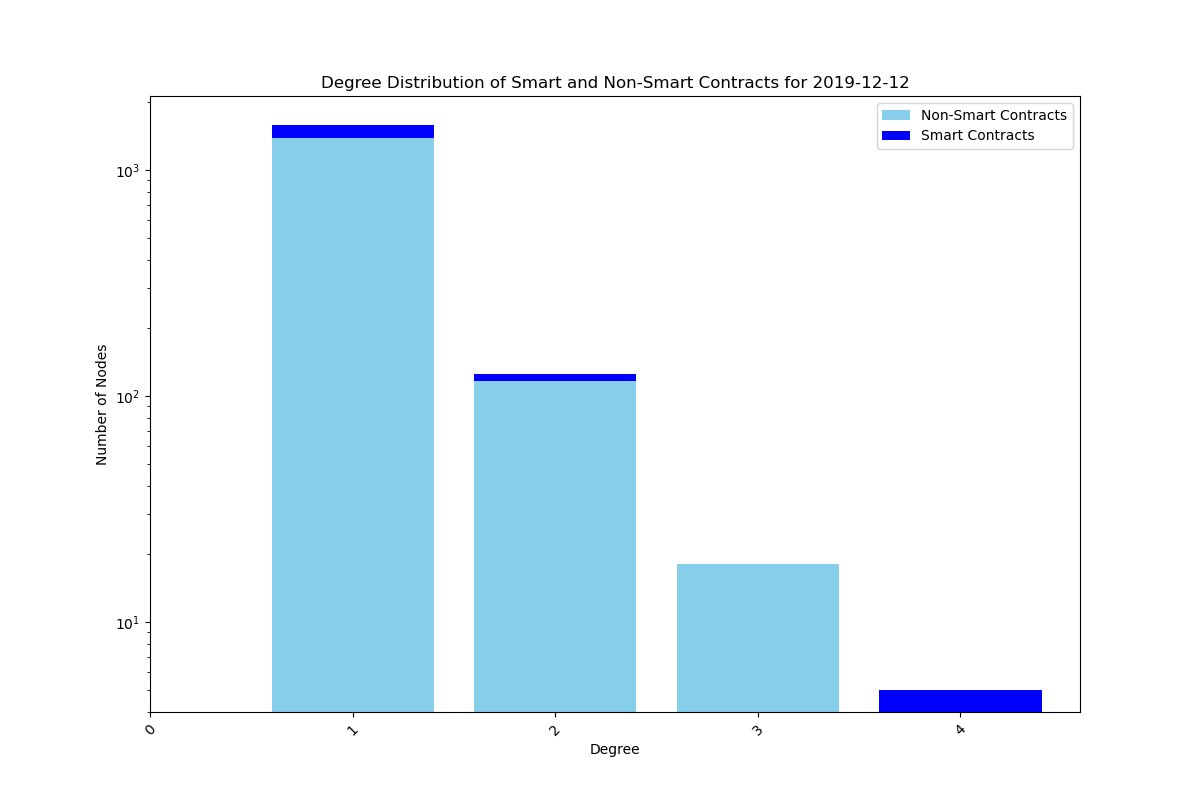 Degree Distribution of Smart and Non-Smart Contracts for 2019-12-12
Non-Smart Contracts
Smart Contracts
Number of Nodes
10³
10²
10¹
0 1 2 3 4
Degree